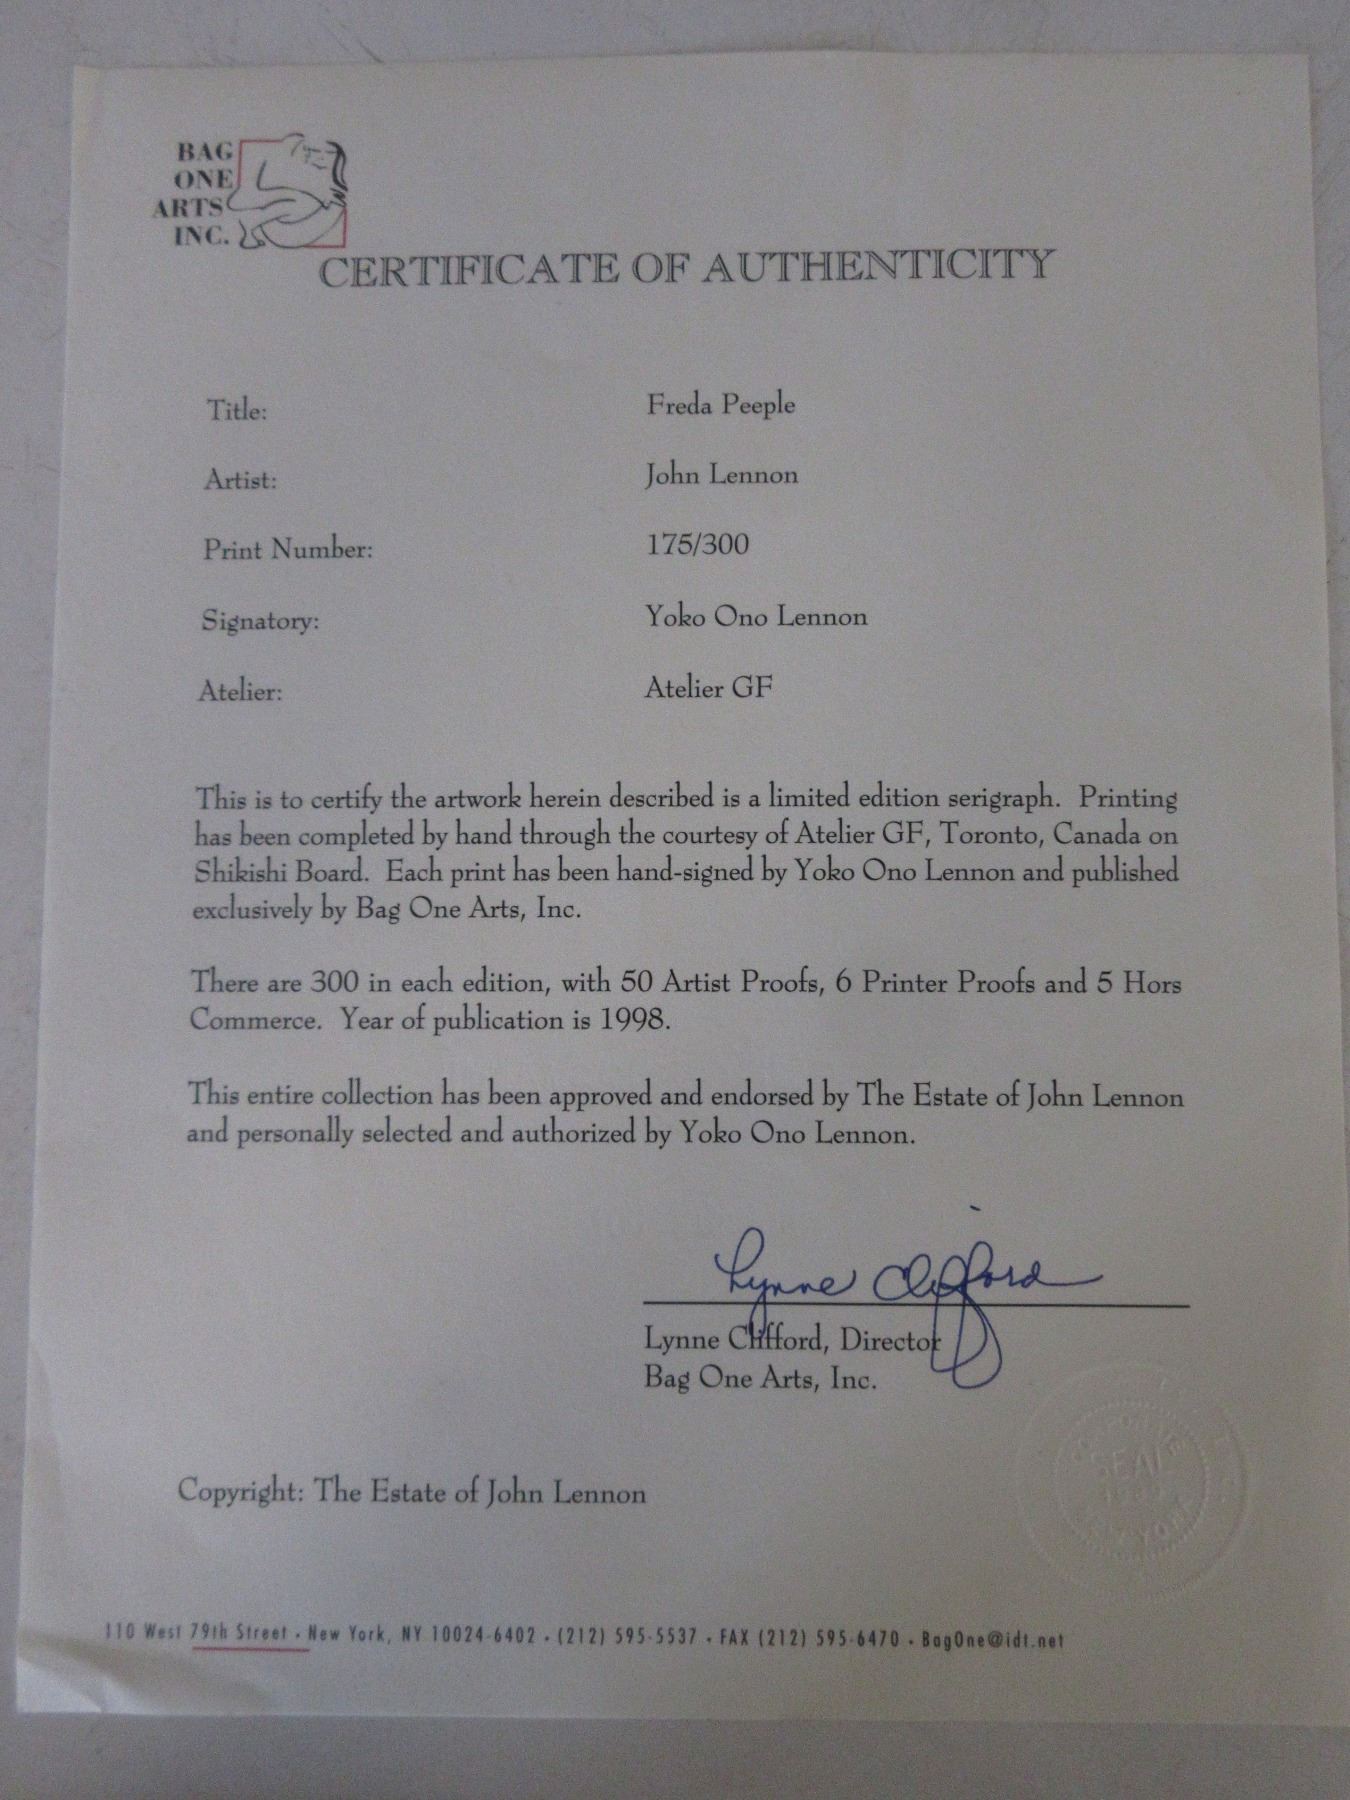 BAG
ONE
ARTS
INC.
CERTIFICATE OF AUTHENTICITY
Title: Freda Peeple
Artist: John Lennon
Print Number: 175/300
Signatory: Yoko Ono Lennon
Atelier: Atelier GF
This is to certify the artwork herein described is a limited edition serigraph. Printing
has been completed by hand through the courtesy of Atelier GF, Toronto, Canada on
Shikishi Board. Each print has been hand-signed by Yoko Ono Lennon and published
exclusively by Bag One Arts, Inc.
There are 300 in each edition, with 50 Artist Proofs, 6 Printer Proofs and 5 Hors
Commerce. Year of publication is 1998.
This entire collection has been approved and endorsed by The Estate of John Lennon
and personally selected and authorized by Yoko Ono Lennon.
Lynne Clifford
Lynne Clifford, Director
Bag One Arts, Inc.
SEAL
Copyright: The Estate of John Lennon
110 West 79th Street • New York, NY 10024-6402 • (212) 595-5537 • FAX (212) 595-6470 • BagOne@idt.net